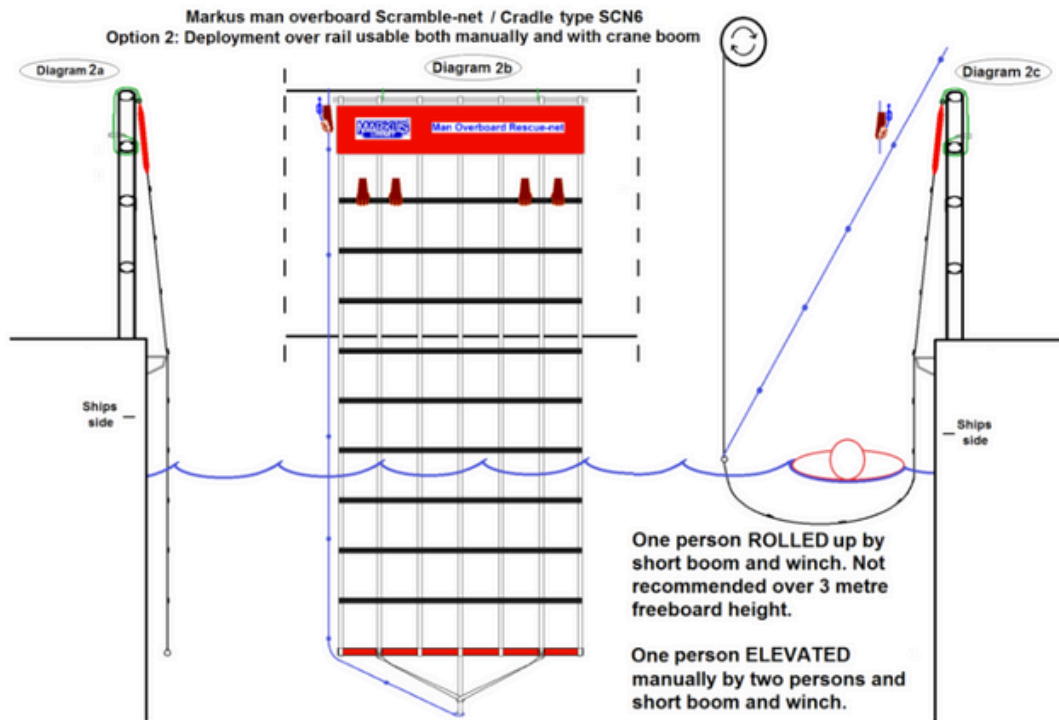 Markus man overboard Scramble-net / Cradle type SCN6
Option 2: Deployment over rail usable both manually and with crane boom
Diagram 2a
Diagram 2b
Diagram 2c
MARKUS
Man Overboard Rescue-net
Ships
side
Ships
side
One person ROLLED up by
short boom and winch. Not
recommended over 3 metre
freeboard height.
One person ELEVATED
manually by two persons and
short boom and winch.